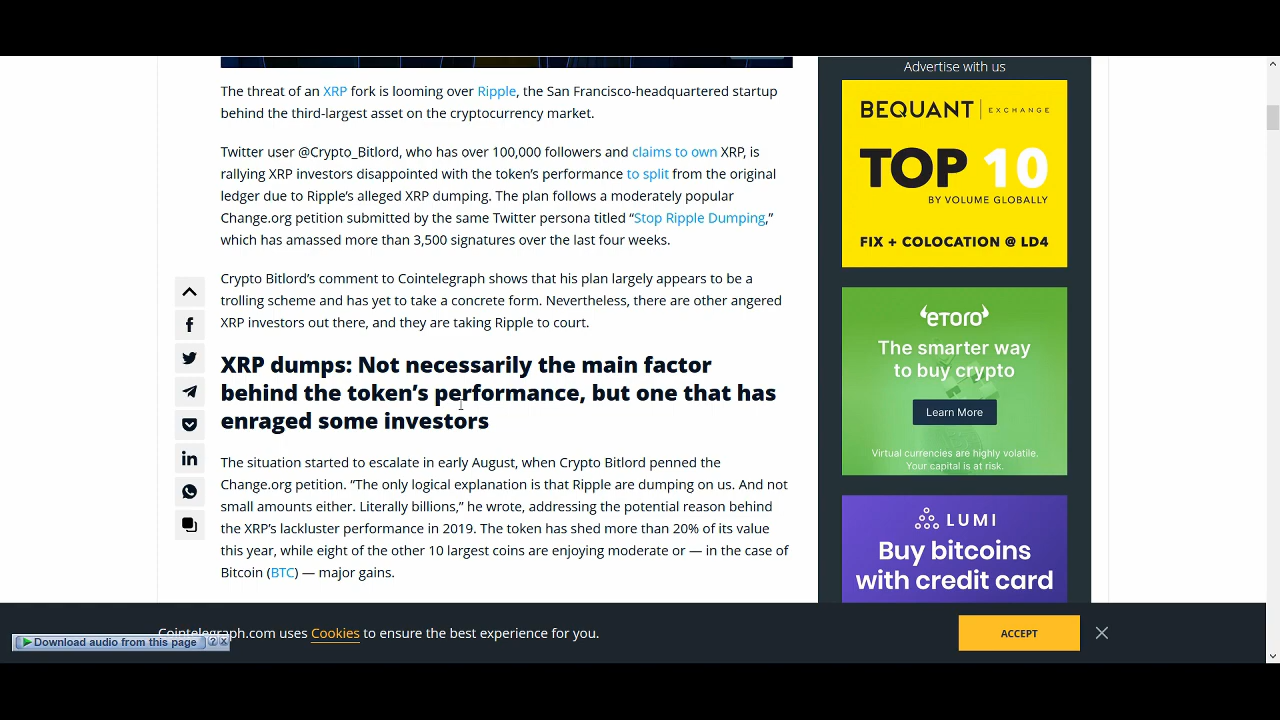 The threat of an XRP fork is looming over Ripple, the San Francisco-headquartered startup
behind the third-largest asset on the cryptocurrency market.
Twitter user @Crypto_Bitlord, who has over 100,000 followers and claims to own XRP, is
rallying XRP investors disappointed with the token's performance to split from the original
ledger due to Ripple's alleged XRP dumping. The plan follows a moderately popular
Change.org petition submitted by the same Twitter persona titled “Stop Ripple Dumping,”
which has amassed more than 3,500 signatures over the last four weeks.
Crypto Bitlord's comment to Cointelegraph shows that his plan largely appears to be a
trolling scheme and has yet to take a concrete form. Nevertheless, there are other angered
XRP investors out there, and they are taking Ripple to court.
XRP dumps: Not necessarily the main factor
behind the token's performance, but one that has
enraged some investors
The situation started to escalate in early August, when Crypto Bitlord penned the
Change.org petition. “The only logical explanation is that Ripple are dumping on us. And not
small amounts either. Literally billions,” he wrote, addressing the potential reason behind
the XRP's lackluster performance in 2019. The token has shed more than 20% of its value
this year, while eight of the other 10 largest coins are enjoying moderate or — in the case of
Bitcoin (BTC) — major gains.
Advertise with us
BEQUANT | EXCHANGE
TOP 10
BY VOLUME GLOBALLY
FIX + COLOCATION @ LD4
eToro
The smarter way
to buy crypto
Learn More
Virtual currencies are highly volatile.
Your capital is at risk.
LUMI
Buy bitcoins
with credit card
Cointelegraph.com uses Cookies to ensure the best experience for you.
ACCEPT
Download audio from this page ? x